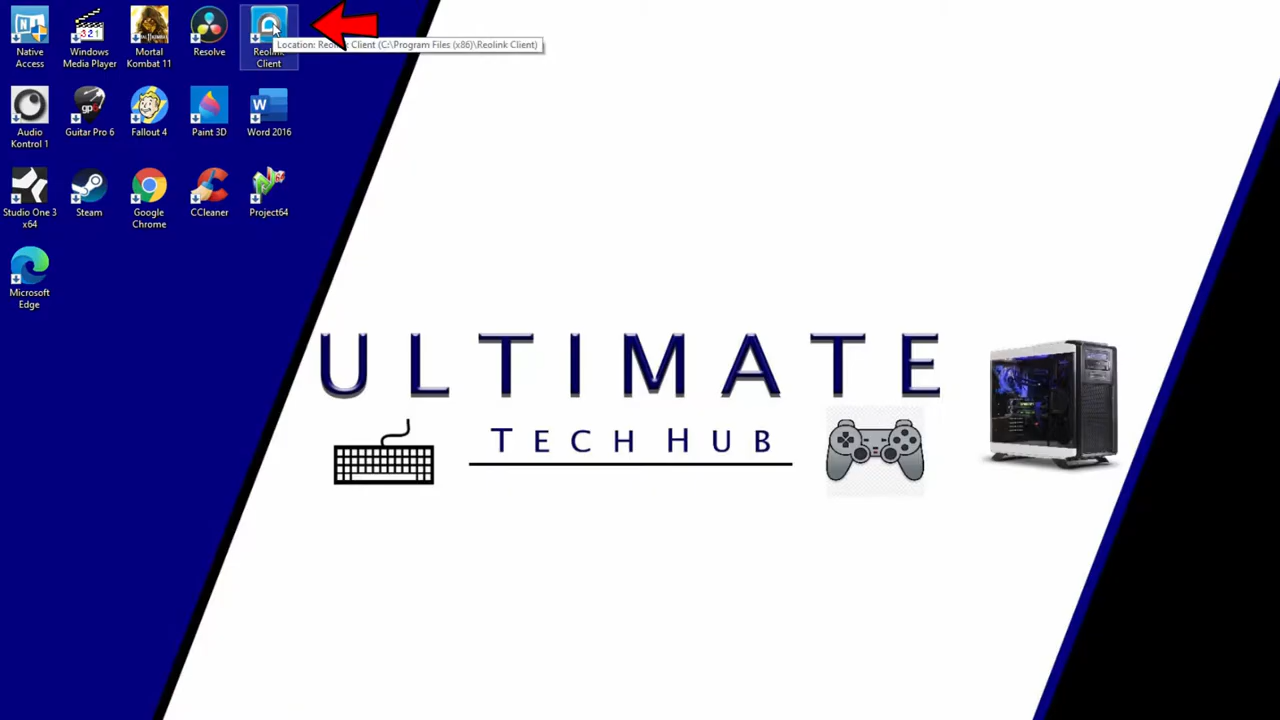 Native
Access
Windows
Media Player
Mortal
Kombat 11
Resolve
Reolink
Client
Location: Reolink Client (C:\Program Files (x86)\Reolink Client)
Audio
Kontrol 1
Guitar Pro 6
Fallout 4
Paint 3D
Word 2016
Studio One 3
x64
Steam
Google
Chrome
CCleaner
Project64
Microsoft
Edge
ULTIMATE
TECH HUB